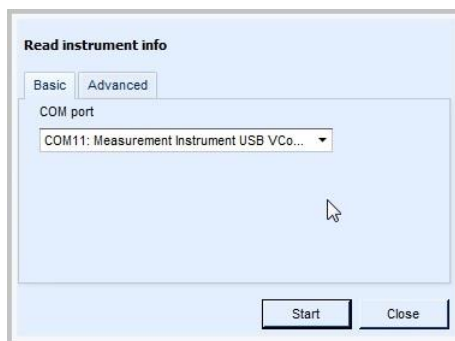 Read instrument info
Basic Advanced
COM port
COM11: Measurement Instrument USB VCo...
Start Close